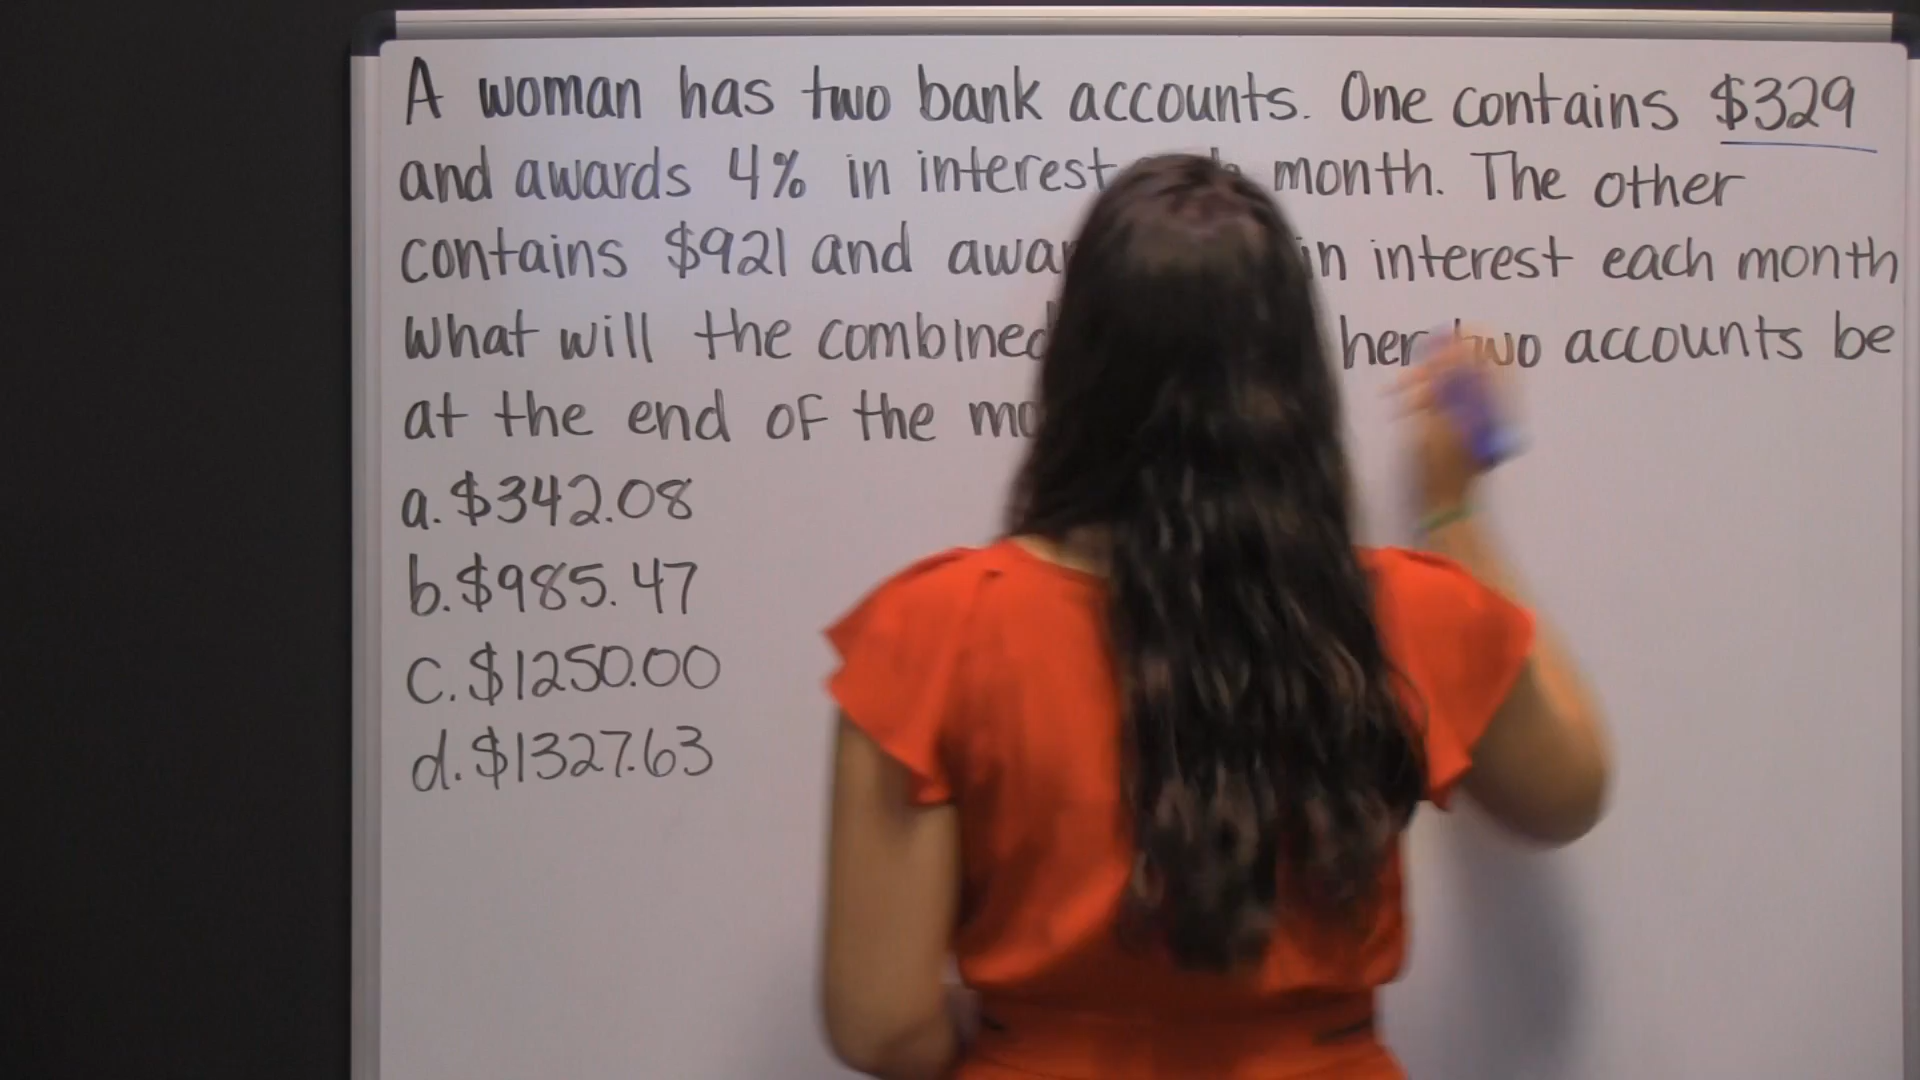 A woman has two bank accounts. One contains $329
and awards 4% in interest month. The other
contains $921 and in interest each month
What will the combined her two accounts be
at the end of the
a. $342.08
b. $985.47
c. $1250.00
d. $1327.63